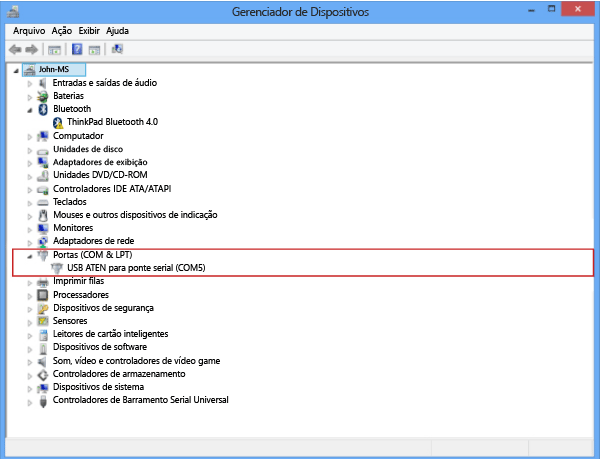 Gerenciador de Dispositivos
Arquivo Ação Exibir Ajuda
John-MS
Entradas e saídas de áudio
Baterias
Bluetooth
ThinkPad Bluetooth 4.0
Computador
Unidades de disco
Adaptadores de exibição
Unidades DVD/CD-ROM
Controladores IDE ATA/ATAPI
Teclados
Mouses e outros dispositivos de indicação
Monitores
Adaptadores de rede
Portas (COM & LPT)
USB ATEN para ponte serial (COM5)
Imprimir filas
Processadores
Dispositivos de segurança
Sensores
Leitores de cartão inteligentes
Dispositivos de software
Som, vídeo e controladores de vídeo game
Controladores de armazenamento
Dispositivos de sistema
Controladores de Barramento Serial Universal